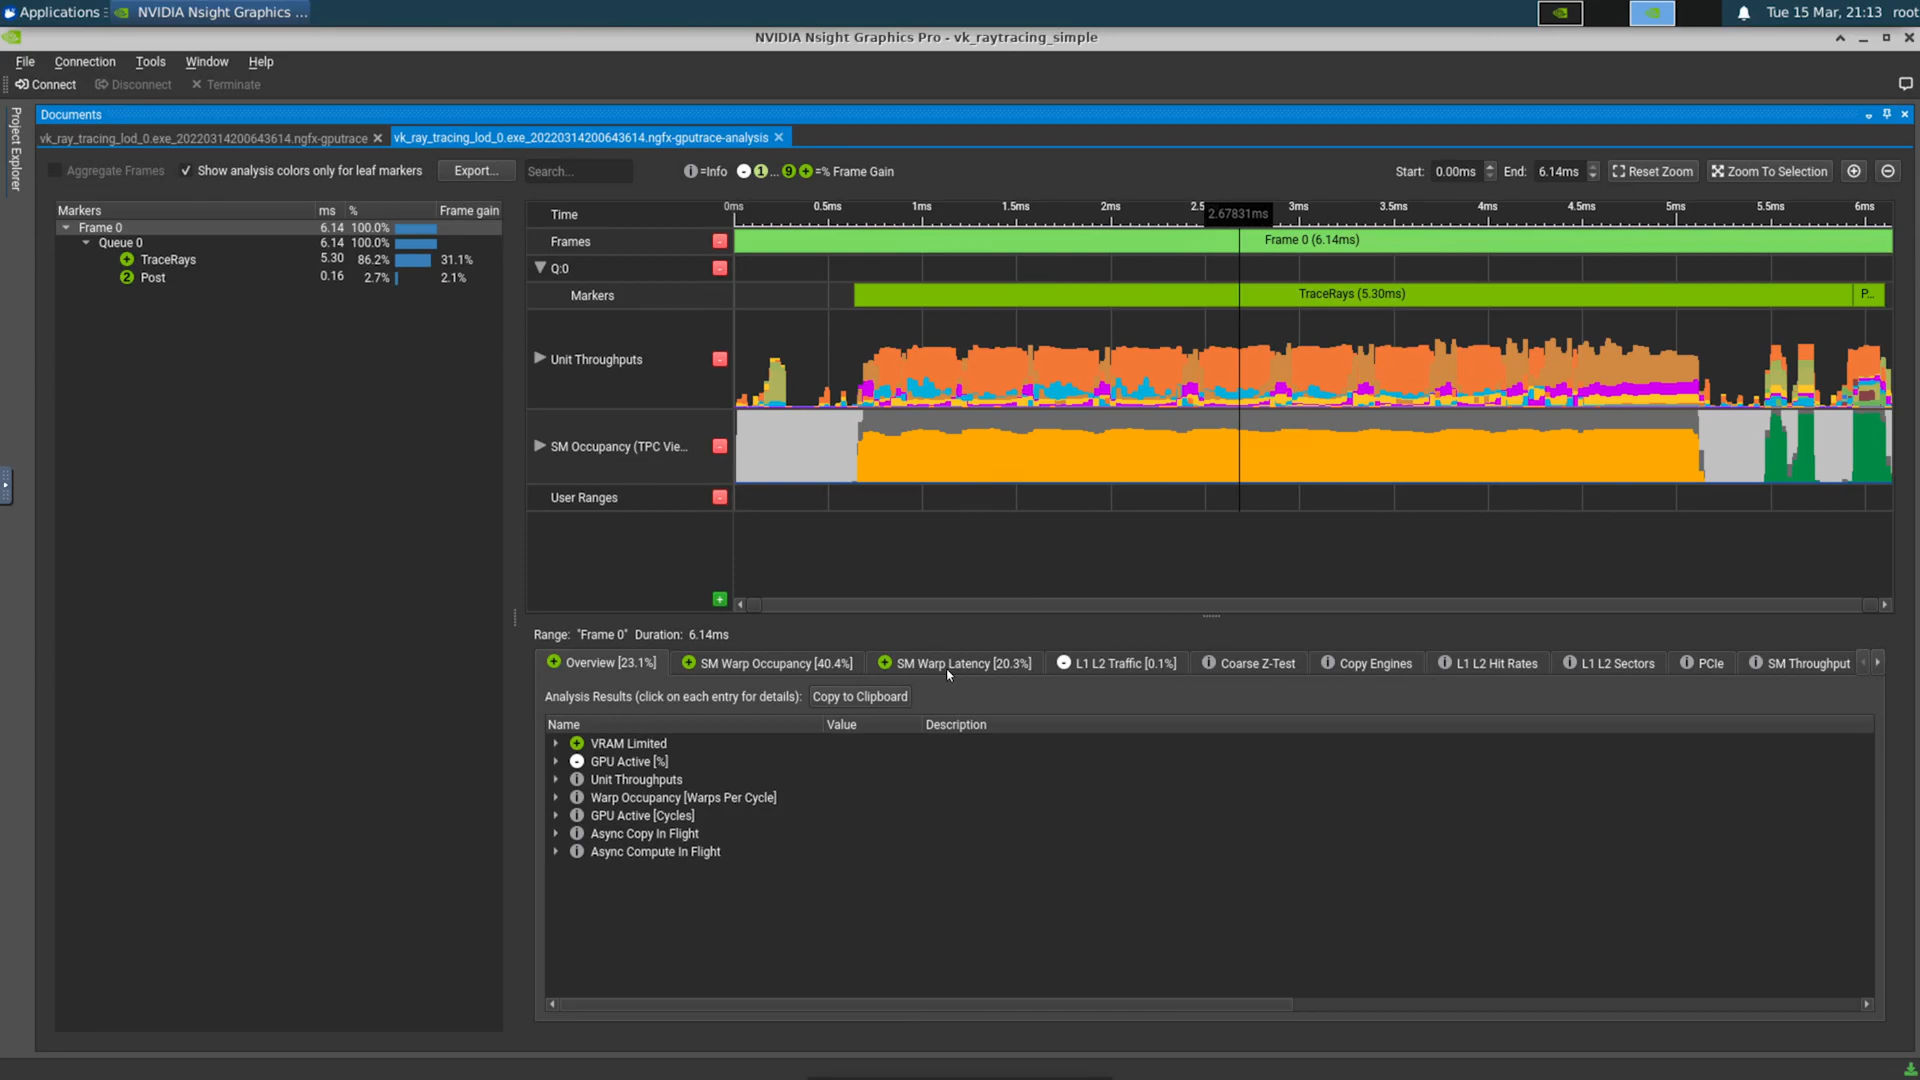 Applications
NVIDIA Nsight Graphics ...
Tue 15 Mar, 21:13
root
NVIDIA Nsight Graphics Pro - vk_raytracing_simple
File Connection Tools Window Help
Connect Disconnect Terminate
Project Explorer
Documents
vk_ray_tracing_lod_0.exe_20220314200643614.ngfx-gputrace
vk_ray_tracing_lod_0.exe_20220314200643614.ngfx-gputrace-analysis
Aggregate Frames
Show analysis colors only for leaf markers
Export...
Search...
=Info - 1 ... 9 + =% Frame Gain
Start: 0.00ms End: 6.14ms Reset Zoom Zoom To Selection
Markers ms % Frame gain
Frame 0 6.14 100.0%
Queue 0 6.14 100.0%
TraceRays 5.30 86.2% 31.1%
2 Post 0.16 2.7% 2.1%
Time 0ms 0.5ms 1ms 1.5ms 2ms 2.5 2.67831ms 3ms 3.5ms 4ms 4.5ms 5ms 5.5ms 6ms
Frames Frame 0 (6.14ms)
Q:0
Markers TraceRays (5.30ms) P...
Unit Throughputs
SM Occupancy (TPC Vie...
User Ranges
Range: "Frame 0" Duration: 6.14ms
Overview [23.1%] SM Warp Occupancy [40.4%] SM Warp Latency [20.3%] L1 L2 Traffic [0.1%] Coarse Z-Test Copy Engines L1 L2 Hit Rates L1 L2 Sectors PCIe SM Throughput
Analysis Results (click on each entry for details): Copy to Clipboard
Name Value Description
VRAM Limited
GPU Active [%]
Unit Throughputs
Warp Occupancy [Warps Per Cycle]
GPU Active [Cycles]
Async Copy In Flight
Async Compute In Flight